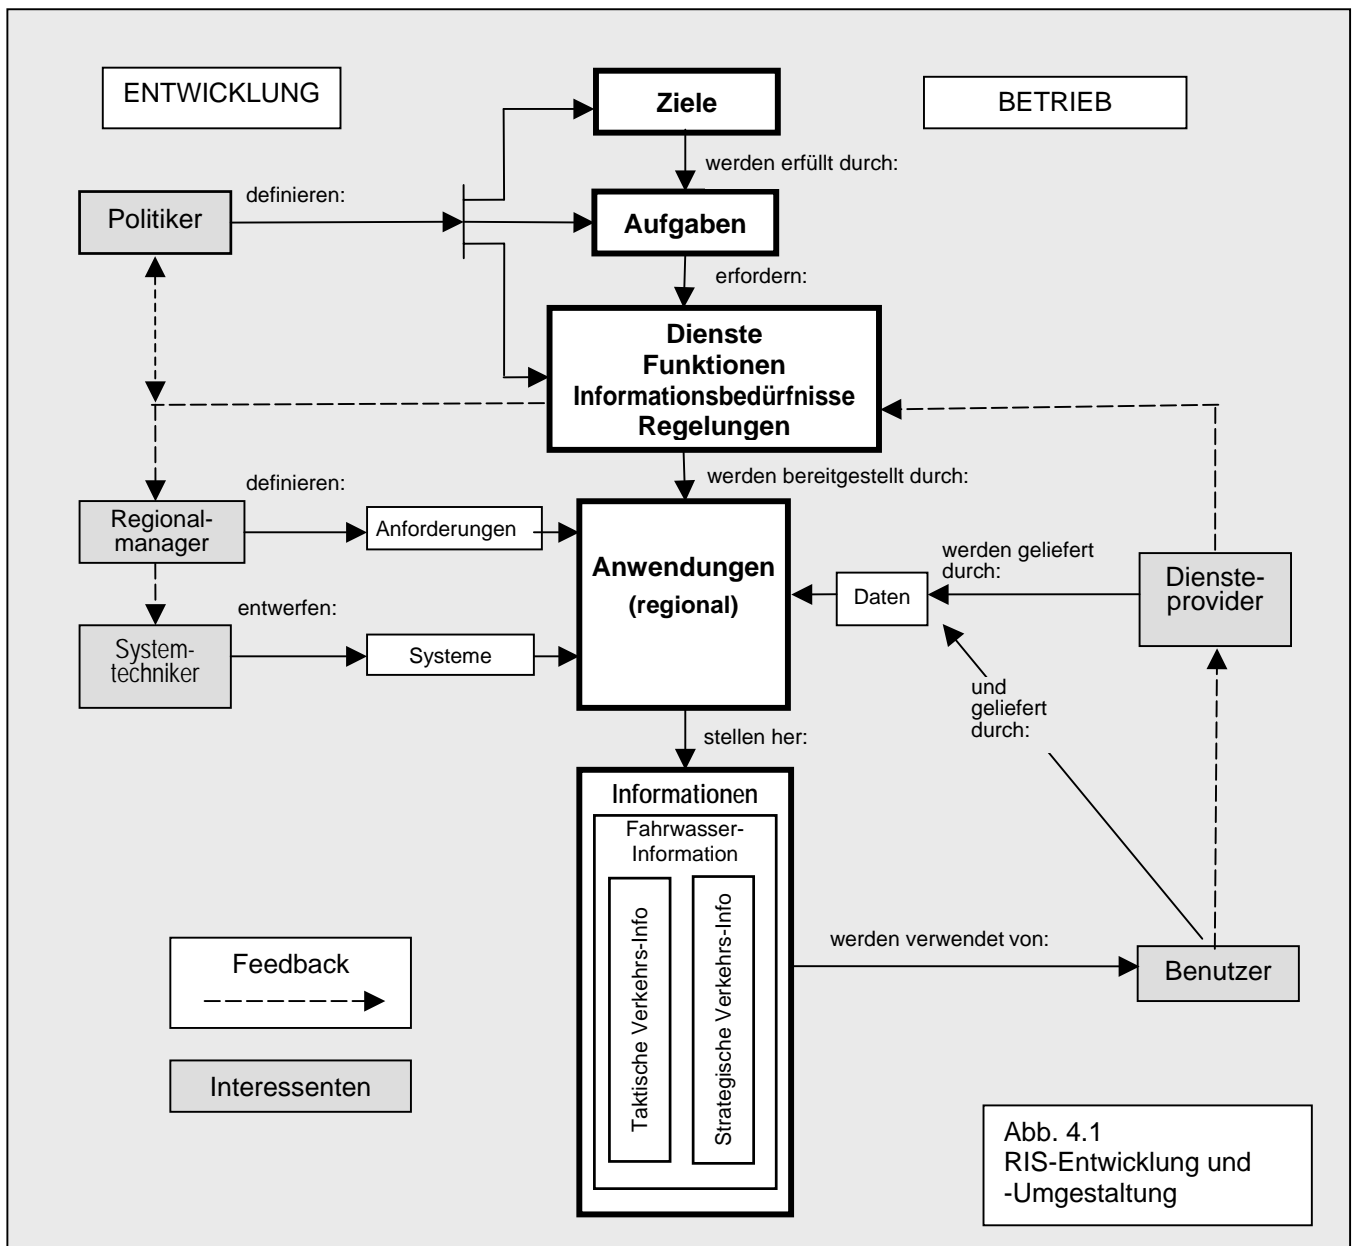 ENTWICKLUNG
Ziele
BETRIEB
werden erfüllt durch:
definieren:
Politiker
Aufgaben
erfordern:
Dienste
Funktionen
Informationsbedürfnisse
Regelungen
werden bereitgestellt durch:
definieren:
Regional-
manager
Anforderungen
Anwendungen
(regional)
werden geliefert
durch:
Daten
Dienste-
provider
entwerfen:
System-
techniker
Systeme
und
geliefert
durch:
stellen her:
Informationen
Fahrwasser-
Information
Taktische Verkehrs-Info
Strategische Verkehrs-Info
werden verwendet von:
Benutzer
Feedback
Interessenten
Abb. 4.1
RIS-Entwicklung und
-Umgestaltung